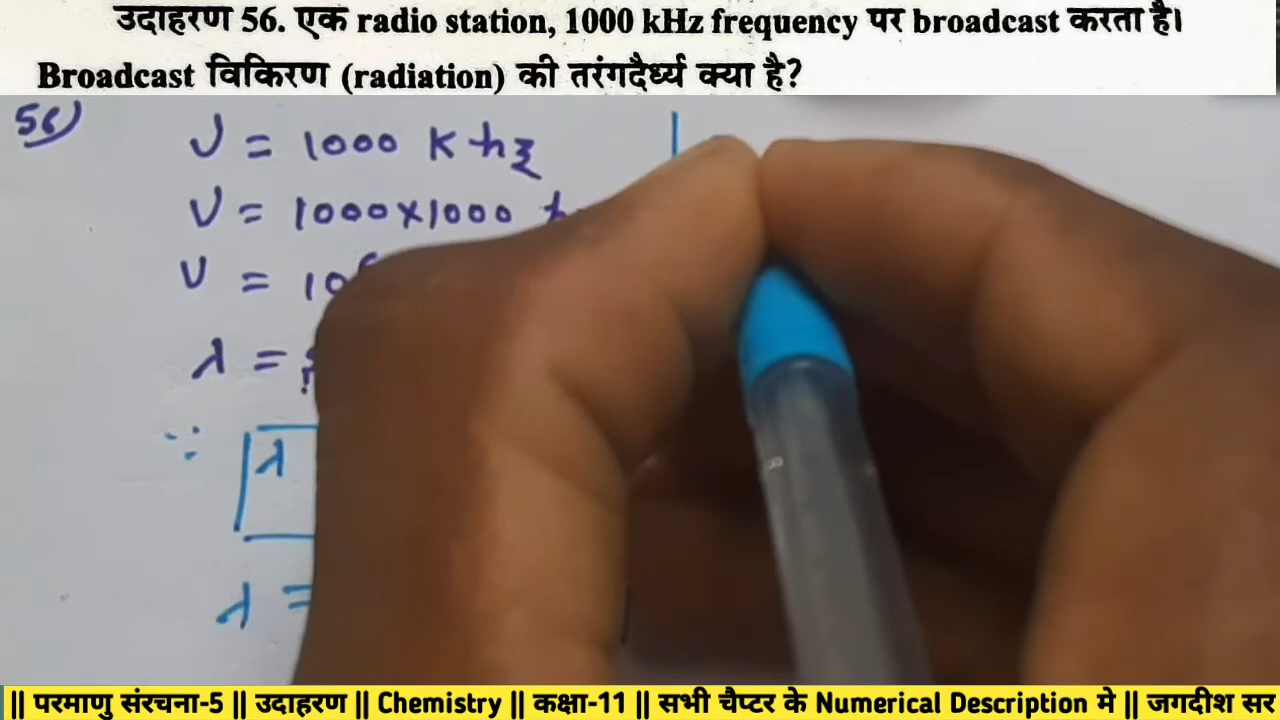 उदाहरण 56. एक radio station, 1000 kHz frequency पर broadcast करता है।
Broadcast विकिरण (radiation) की तरंगदैर्ध्य क्या है?
56)
ν = 1000 K hz
ν = 1000×1000
ν = 10
λ = ?
∵ λ
λ =
|| परमाणु संरचना-5 || उदाहरण || Chemistry || कक्षा-11 || सभी चैप्टर के Numerical Description मे || जगदीश सर